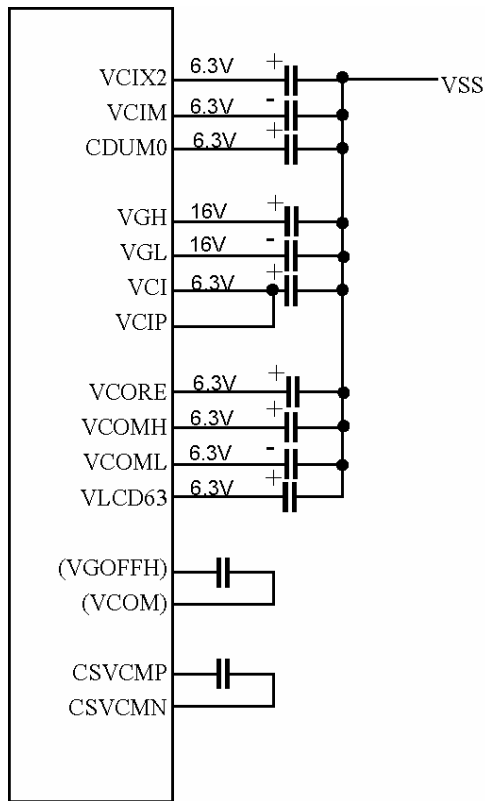 VCIX2 6.3V + VSS
VCIM 6.3V -
CDUM0 6.3V +
VGH 16V +
VGL 16V -
VCI 6.3V +
VCIP
VCORE 6.3V +
VCOMH 6.3V +
VCOML 6.3V -
VLCD63 6.3V +
(VGOFFH)
(VCOM)
CSVCMP
CSVCMN